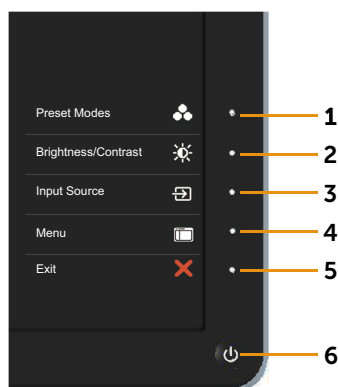 Preset Modes 1
Brightness/Contrast 2
Input Source 3
Menu 4
Exit 5
6